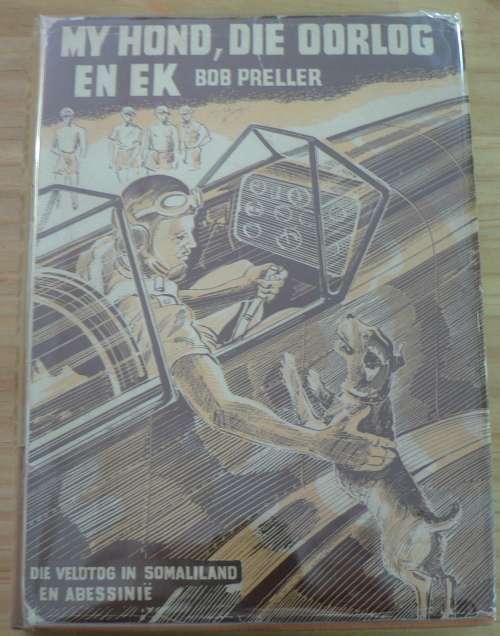 MY HOND, DIE OORLOG
EN EK BOB PRELLER
DIE VELDTOG IN SOMALILAND
EN ABESSINIË